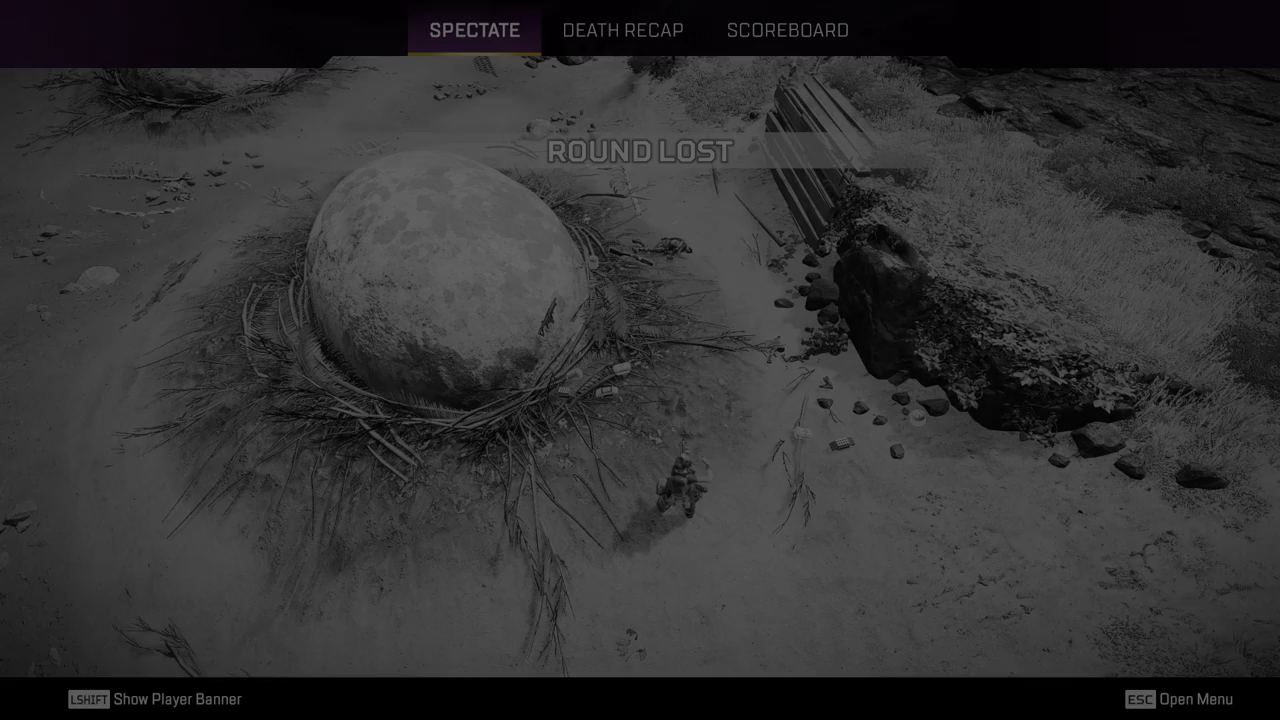 SPECTATE DEATH RECAP SCOREBOARD
ROUND LOST
LSHIFT Show Player Banner ESC Open Menu